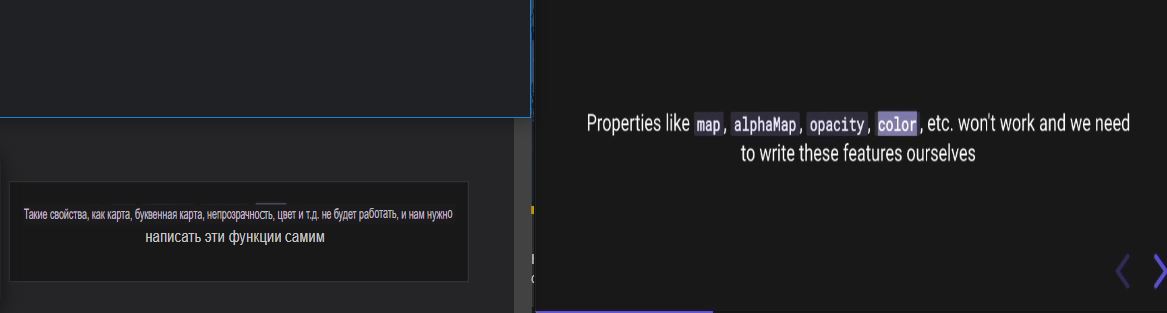 Такие свойства, как карта, буквенная карта, непрозрачность, цвет и т.д. не будет работать, и нам нужно
написать эти функции самим
Properties like map, alphaMap, opacity, color, etc. won't work and we need
to write these features ourselves